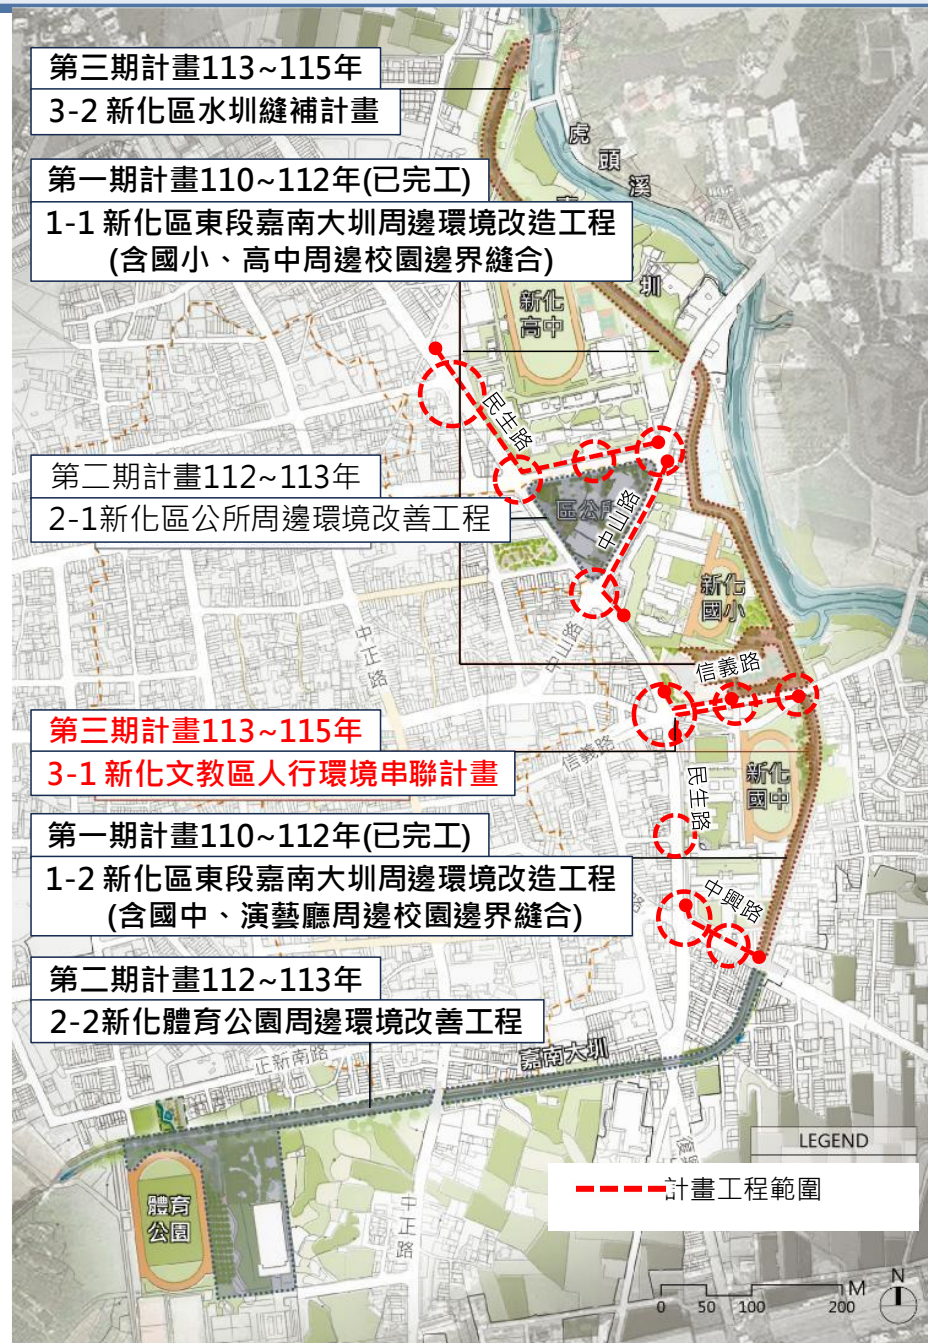 第三期計畫113~115年
3-2 新化區水圳縫補計畫
虎頭溪
第一期計畫110~112年(已完工)
1-1 新化區東段嘉南大圳周邊環境改造工程
(含國小、高中周邊校園邊界縫合)
圳
新化
高中
民生路
第二期計畫112~113年
2-1新化區公所周邊環境改善工程
區公所
中山路
新化
國小
中正路
中山路
信義路
第三期計畫113~115年
3-1 新化文教區人行環境串聯計畫
信義路
民生路
新化
國中
第一期計畫110~112年(已完工)
1-2 新化區東段嘉南大圳周邊環境改造工程
(含國中、演藝廳周邊校園邊界縫合)
路
中興路
第二期計畫112~113年
2-2新化體育公園周邊環境改善工程
正新南路
嘉南大圳
LEGEND
計畫工程範圍
體育
公園
中正路
0 50 100 200 M
N